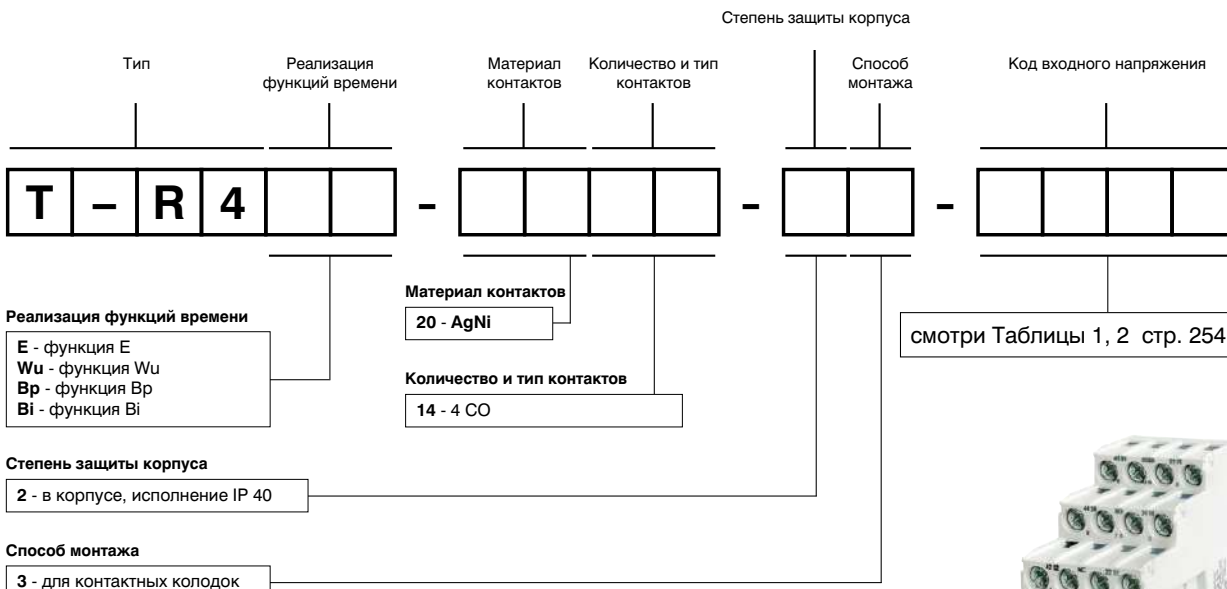 Степень защиты корпуса
Тип
Реализация
функций времени
Материал
контактов
Количество и тип
контактов
Способ
монтажа
Код входного напряжения
T – R 4 - - -
Реализация функций времени
E - функция E
Wu - функция Wu
Bp - функция Bp
Bi - функция Bi
Материал контактов
20 - AgNi
Количество и тип контактов
14 - 4 CO
смотри Таблицы 1, 2 стр. 254
Степень защиты корпуса
2 - в корпусе, исполнение IP 40
Способ монтажа
3 - для контактных колодок